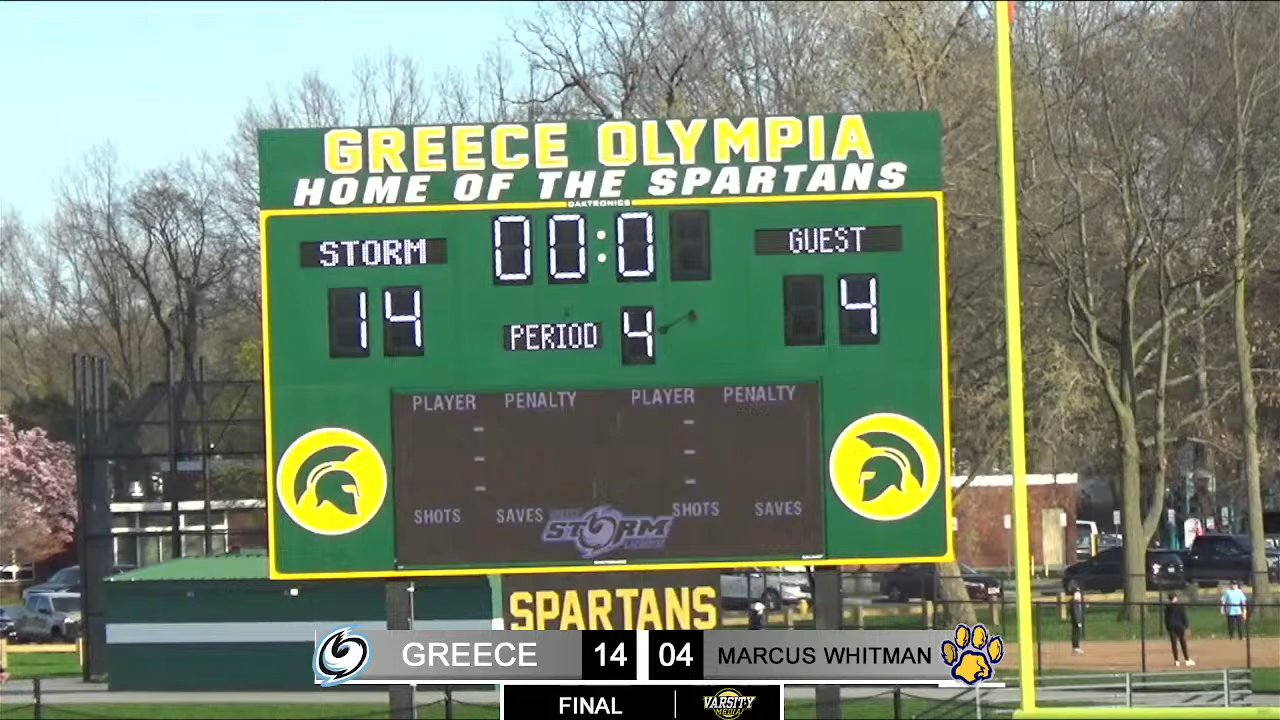 GREECE OLYMPIA
HOME OF THE SPARTANS
DAKTRONICS
STORM 00:0 GUEST
14 PERIOD 4 4
PLAYER PENALTY PLAYER PENALTY
SHOTS SAVES STORM SHOTS SAVES
SPARTANS
GREECE 14 04 MARCUS WHITMAN
FINAL VARSITY MEDIA